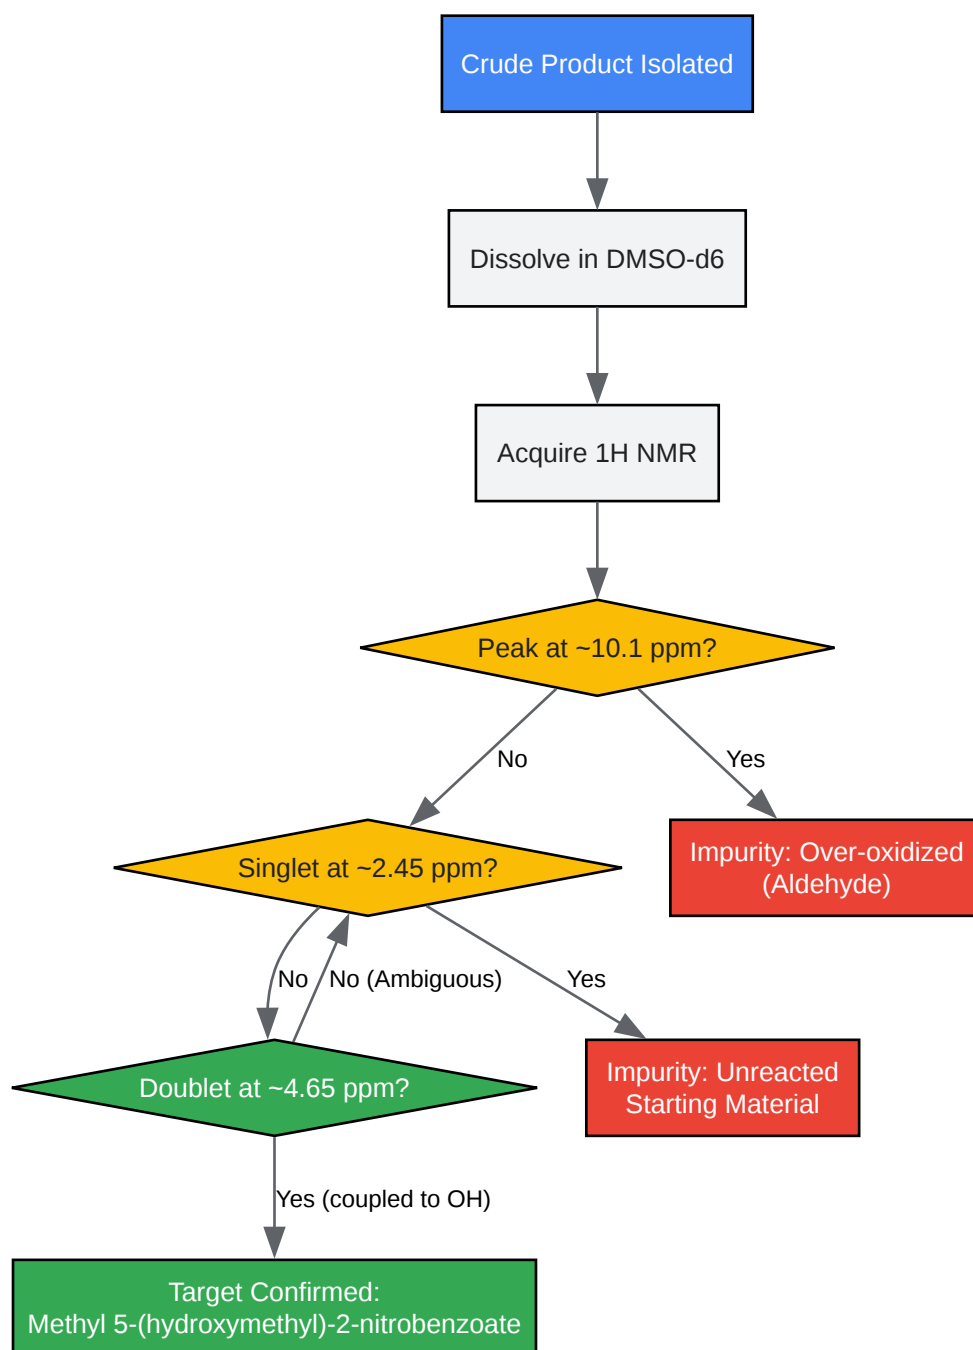 Crude Product Isolated
Dissolve in DMSO-d6
Acquire 1H NMR
Peak at ~10.1 ppm?
No
Yes
Singlet at ~2.45 ppm?
Impurity: Over-oxidized
(Aldehyde)
No
No (Ambiguous)
Yes
Doublet at ~4.65 ppm?
Impurity: Unreacted
Starting Material
Yes (coupled to OH)
Target Confirmed:
Methyl 5-(hydroxymethyl)-2-nitrobenzoate